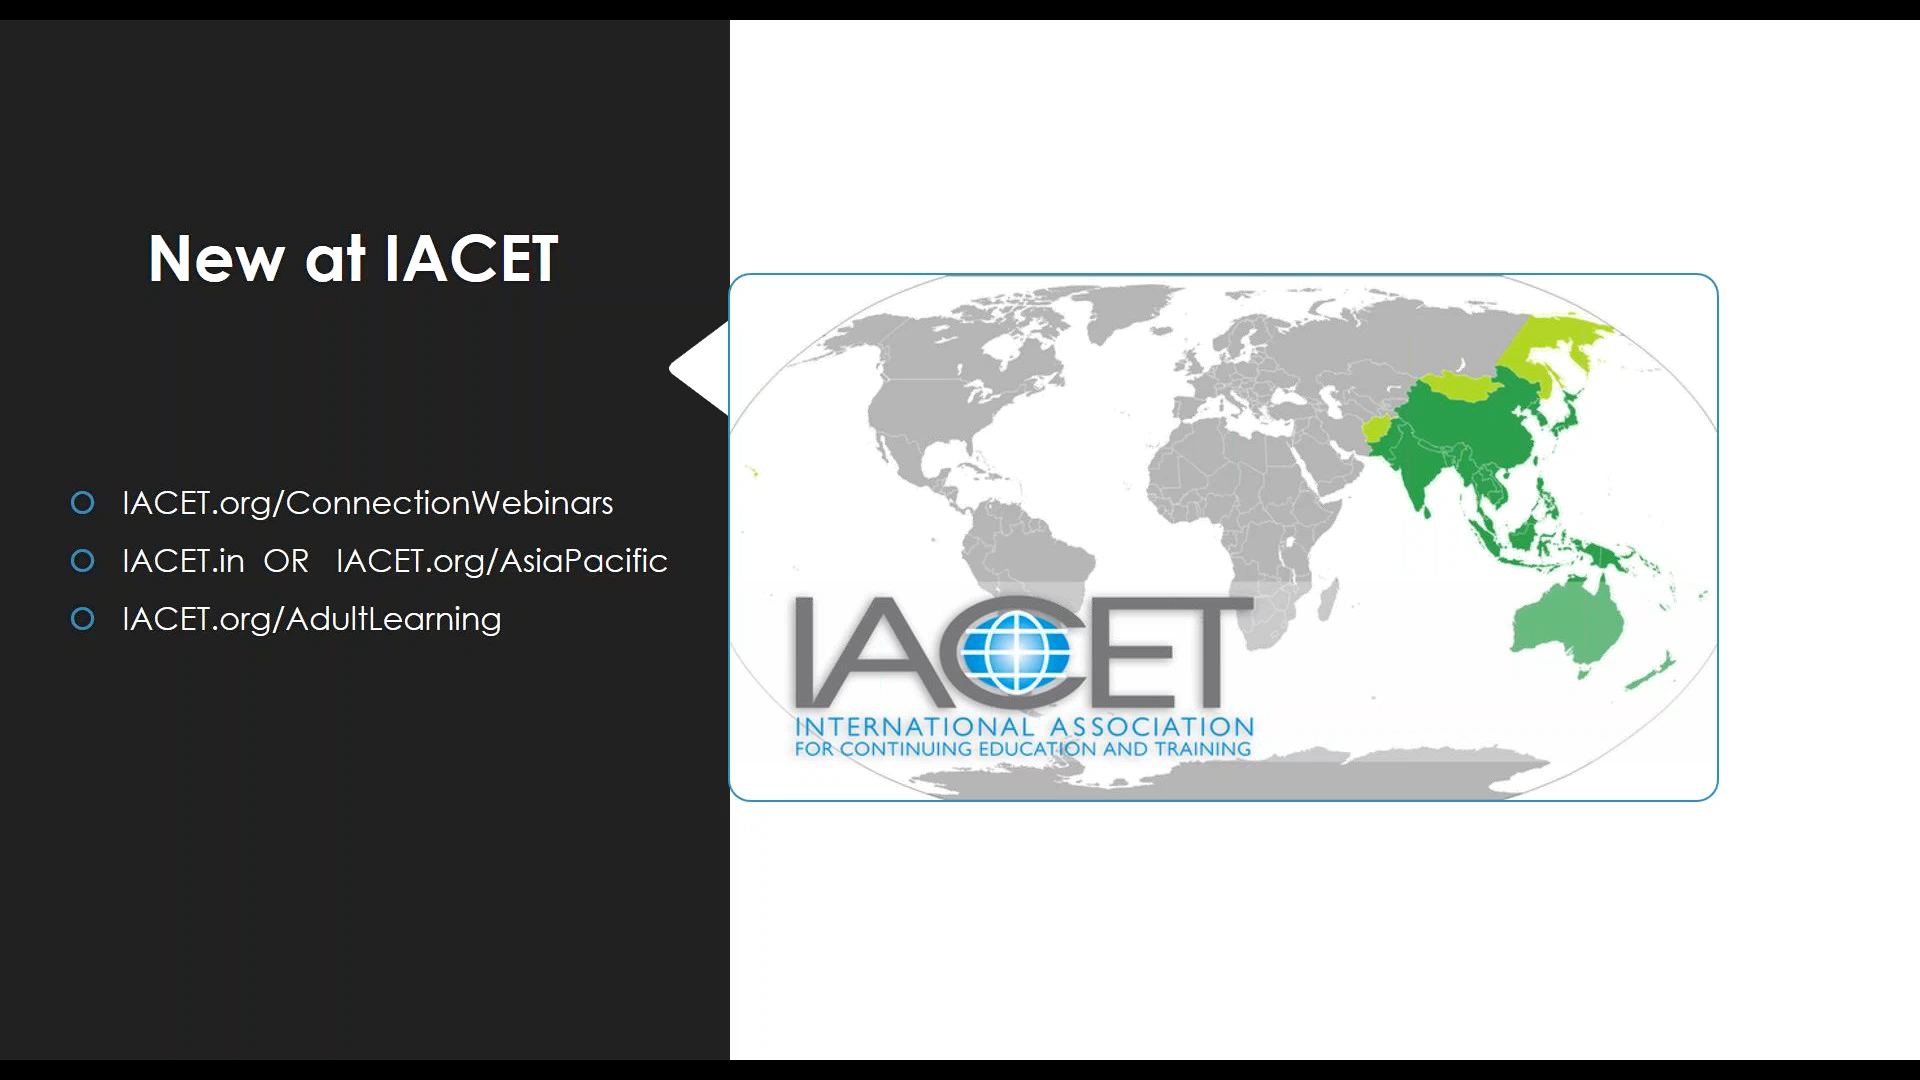 New at IACET
IACET.org/ConnectionWebinars
IACET.in OR IACET.org/AsiaPacific
IACET.org/AdultLearning
IACET
INTERNATIONAL ASSOCIATION
FOR CONTINUING EDUCATION AND TRAINING